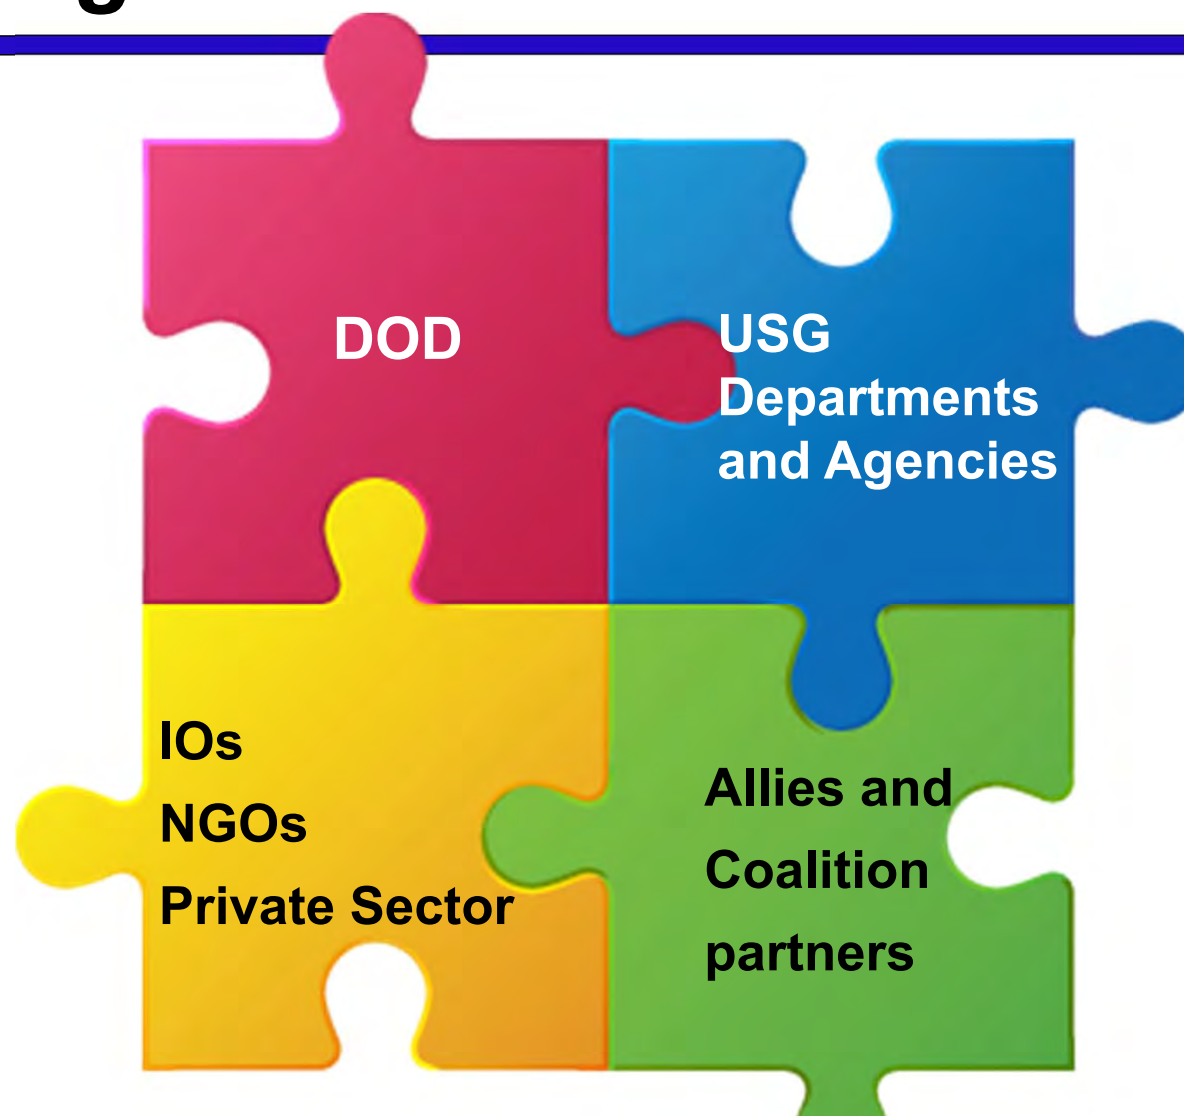 DOD
USG
Departments
and Agencies
IOs
NGOs
Private Sector
Allies and
Coalition
partners